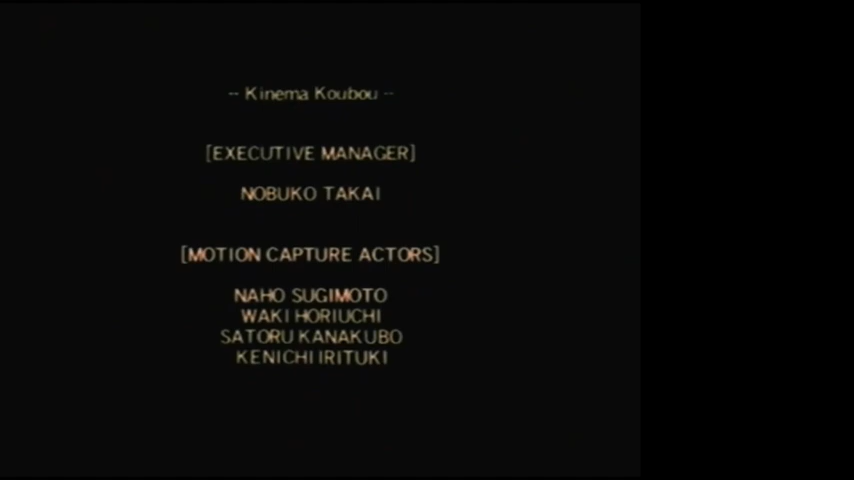 -- Kinema Koubou --
[EXECUTIVE MANAGER]
NOBUKO TAKAI
[MOTION CAPTURE ACTORS]
NAHO SUGIMOTO
WAKI HORIUCHI
SATORU KANAKUBO
KENICHI IRITUKI